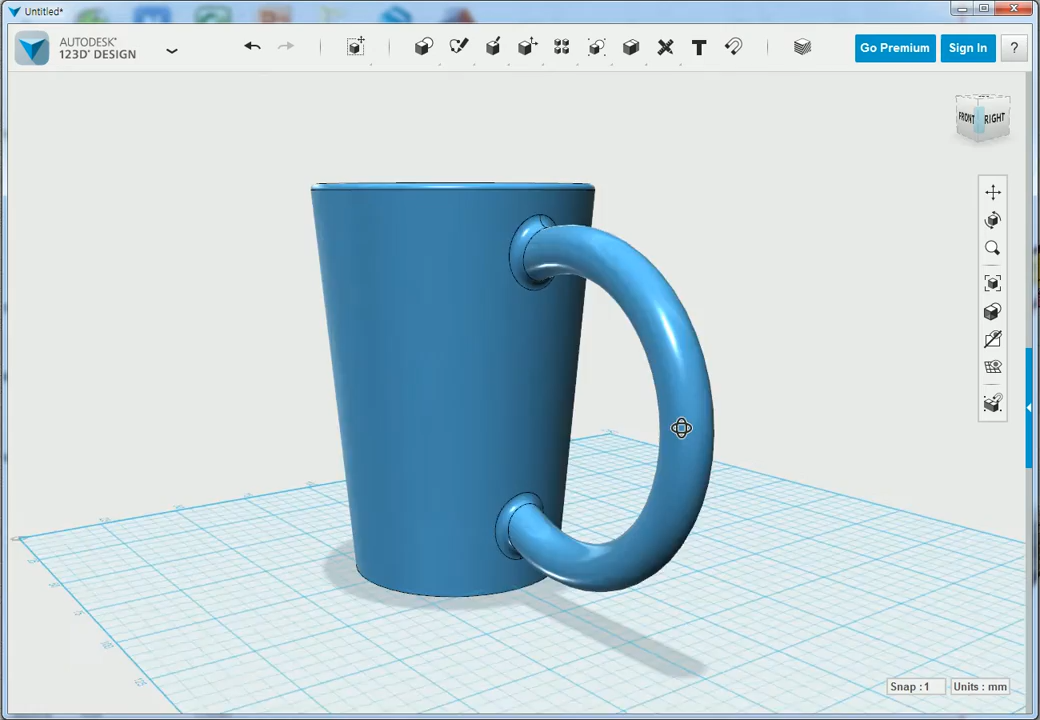 Untitled*
AUTODESK®
123D® DESIGN
Go Premium
Sign In
?
FRONT
RIGHT
Snap : 1
Units : mm